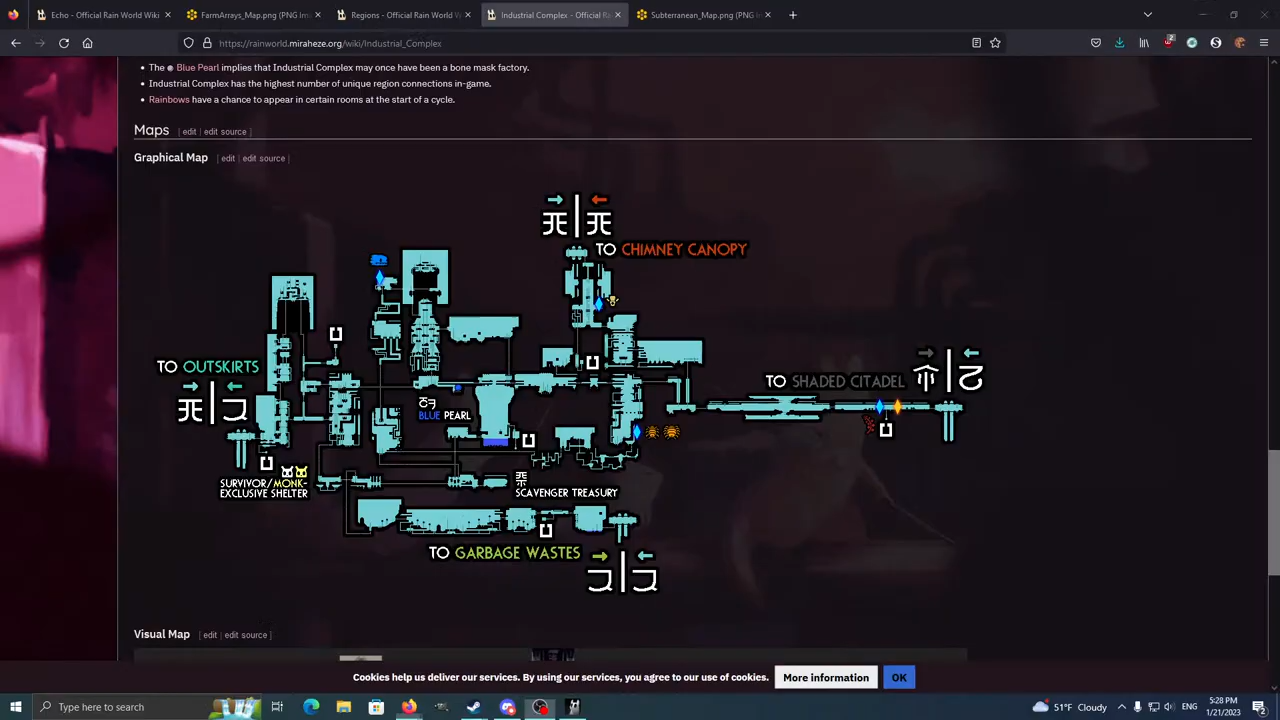 Echo - Official Rain World Wiki
FarmArrays_Map.png (PNG Ima
Regions - Official Rain World W
Industrial Complex - Official Ra
Subterranean_Map.png (PNG I
https://rainworld.miraheze.org/wiki/Industrial_Complex
2
• The Blue Pearl implies that Industrial Complex may once have been a bone mask factory.
• Industrial Complex has the highest number of unique region connections in-game.
• Rainbows have a chance to appear in certain rooms at the start of a cycle.
Maps [ edit | edit source ]
Graphical Map [ edit | edit source ]
TO CHIMNEY CANOPY
TO OUTSKIRTS
TO SHADED CITADEL
BLUE PEARL
SURVIVOR/MONK-
EXCLUSIVE SHELTER
SCAVENGER TREASURY
TO GARBAGE WASTES
Visual Map [ edit | edit source ]
Cookies help us deliver our services. By using our services, you agree to our use of cookies.
More information
OK
Type here to search
51°F Cloudy
ENG
5:28 PM
1/21/2023
2